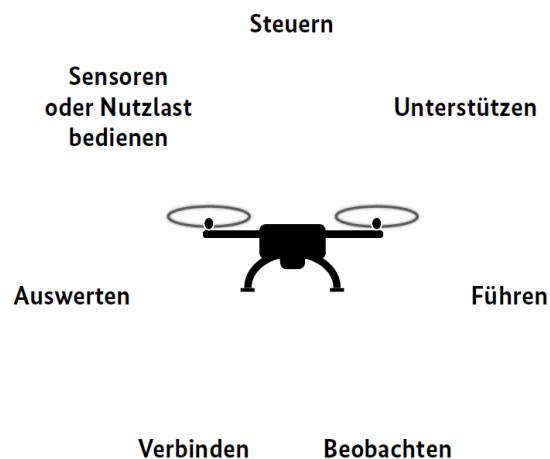 Steuern
Sensoren
oder Nutzlast
bedienen
Unterstützen
Auswerten
Führen
Verbinden
Beobachten